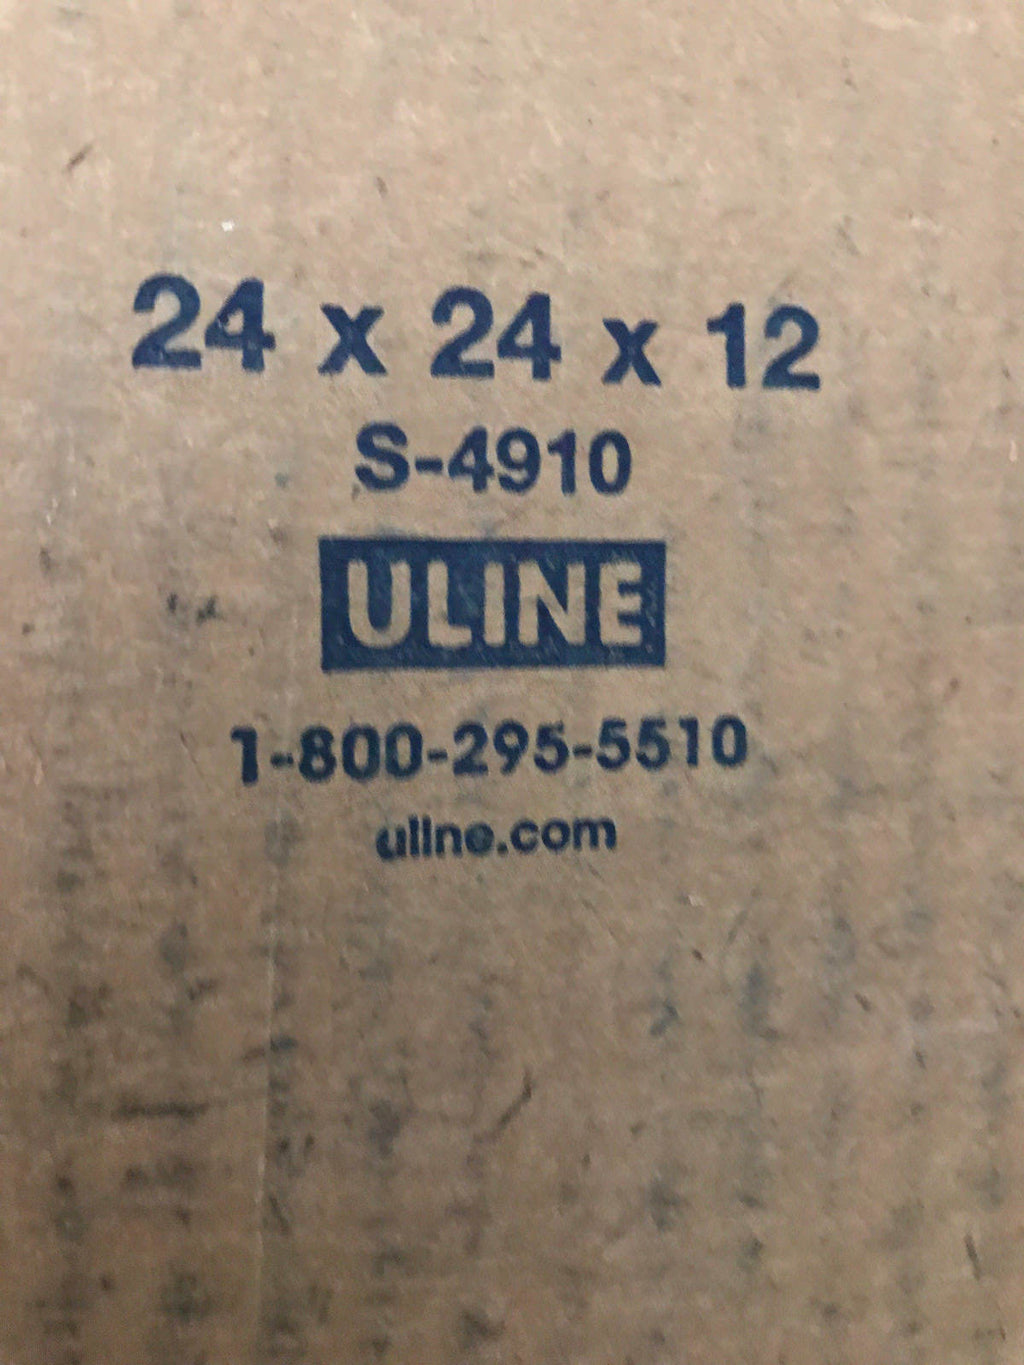 24 x 24 x 12
S-4910
ULINE
1-800-295-5510
uline.com